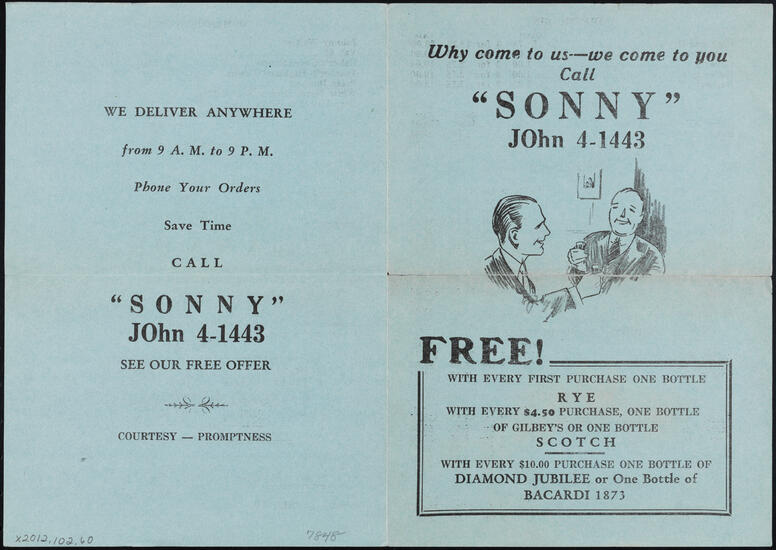 WE DELIVER ANYWHERE
from 9 A. M. to 9 P. M.
Phone Your Orders
Save Time
CALL
“SONNY”
JOhn 4-1443
SEE OUR FREE OFFER
COURTESY — PROMPTNESS
x2012.102.60
7848
Why come to us—we come to you
Call
“SONNY”
JOhn 4-1443
FREE!
WITH EVERY FIRST PURCHASE ONE BOTTLE
RYE
WITH EVERY $4.50 PURCHASE, ONE BOTTLE
OF GILBEY'S OR ONE BOTTLE
SCOTCH
WITH EVERY $10.00 PURCHASE ONE BOTTLE OF
DIAMOND JUBILEE or One Bottle of
BACARDI 1873